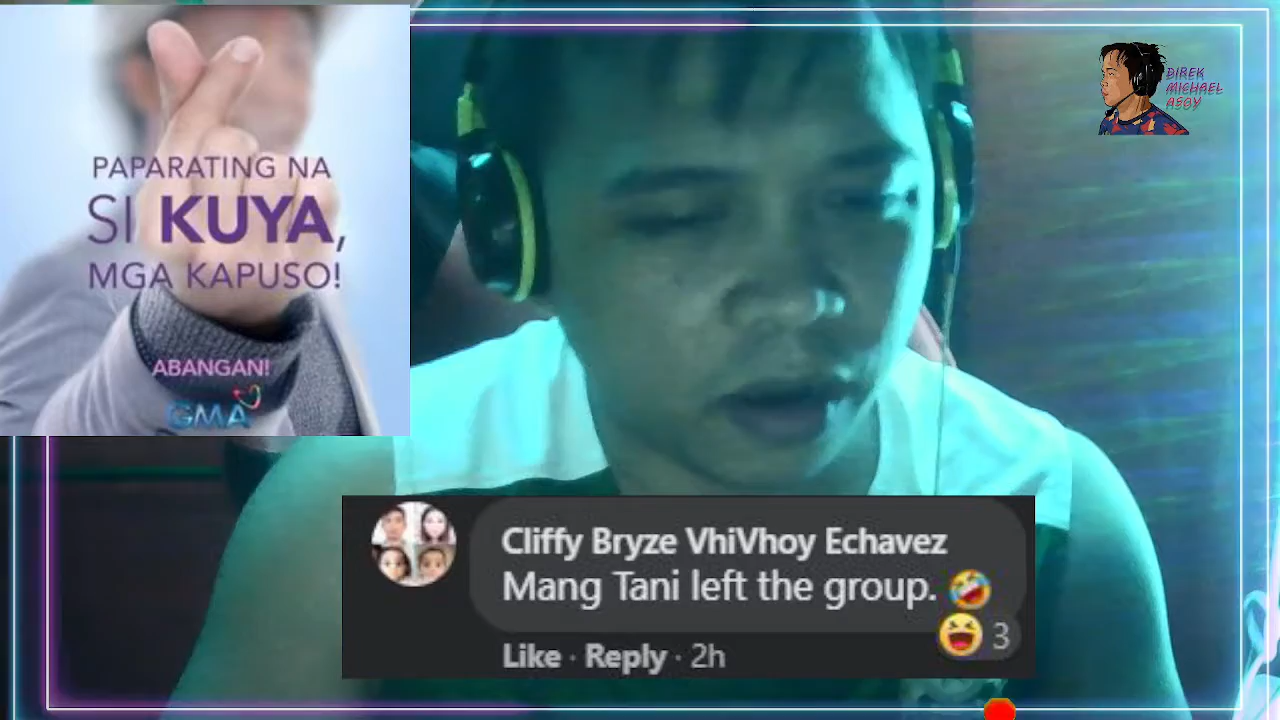 PAPARATING NA
SI KUYA,
MGA KAPUSO!
ABANGAN!
GMA
DIREK
MICHAEL
ASOY
Cliffy Bryze VhiVhoy Echavez
Mang Tani left the group. 🤣
😆 3
Like · Reply · 2h